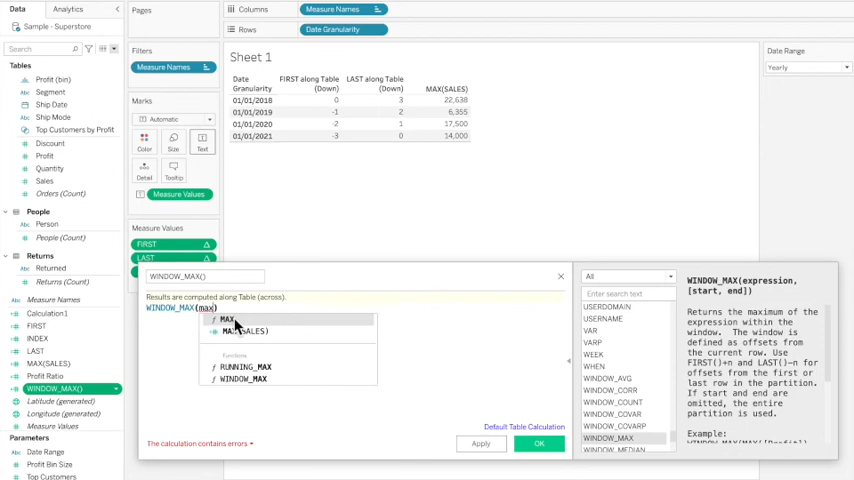 Data
Analytics
Sample - Superstore
Search
Tables
Profit (bin)
Abc Segment
Ship Date
Abc Ship Mode
Top Customers by Profit
Discount
Profit
Quantity
Sales
Orders (Count)
People
Abc Person
People (Count)
Returns
Abc Returned
Returns (Count)
Measure Names
Calculation1
FIRST
INDEX
LAST
MAX(SALES)
Profit Ratio
WINDOW_MAX()
Latitude (generated)
Longitude (generated)
Measure Values
Parameters
Date Range
Profit Bin Size
Top Customers
Pages
Filters
Measure Names
Marks
Automatic
Color
Size
Text
Detail
Tooltip
Measure Values
Measure Values
FIRST
LAST
Columns
Measure Names
Rows
Date Granularity
Sheet 1
Date Granularity FIRST along Table (Down) LAST along Table (Down) MAX(SALES)
01/01/2018 0 3 22,638
01/01/2019 -1 2 6,355
01/01/2020 -2 1 17,500
01/01/2021 -3 0 14,000
Date Range
Yearly
WINDOW_MAX()
Results are computed along Table (across).
WINDOW_MAX(max)
MAX
SALES)
Functions
RUNNING_MAX
WINDOW_MAX
Default Table Calculation
The calculation contains errors
Apply
OK
All
Enter search text
USERDOMAIN
USERNAME
VAR
VARP
WEEK
WHEN
WINDOW_AVG
WINDOW_CORR
WINDOW_COUNT
WINDOW_COVAR
WINDOW_COVARP
WINDOW_MAX
WINDOW_MEDIAN
WINDOW_MAX(expression,
[start, end])
Returns the maximum of the
expression within the
window. The window is
defined as offsets from
the current row. Use
FIRST()+n and LAST()-n for
offsets from the first or
last row in the partition.
If start and end are
omitted, the entire
partition is used.
Example: